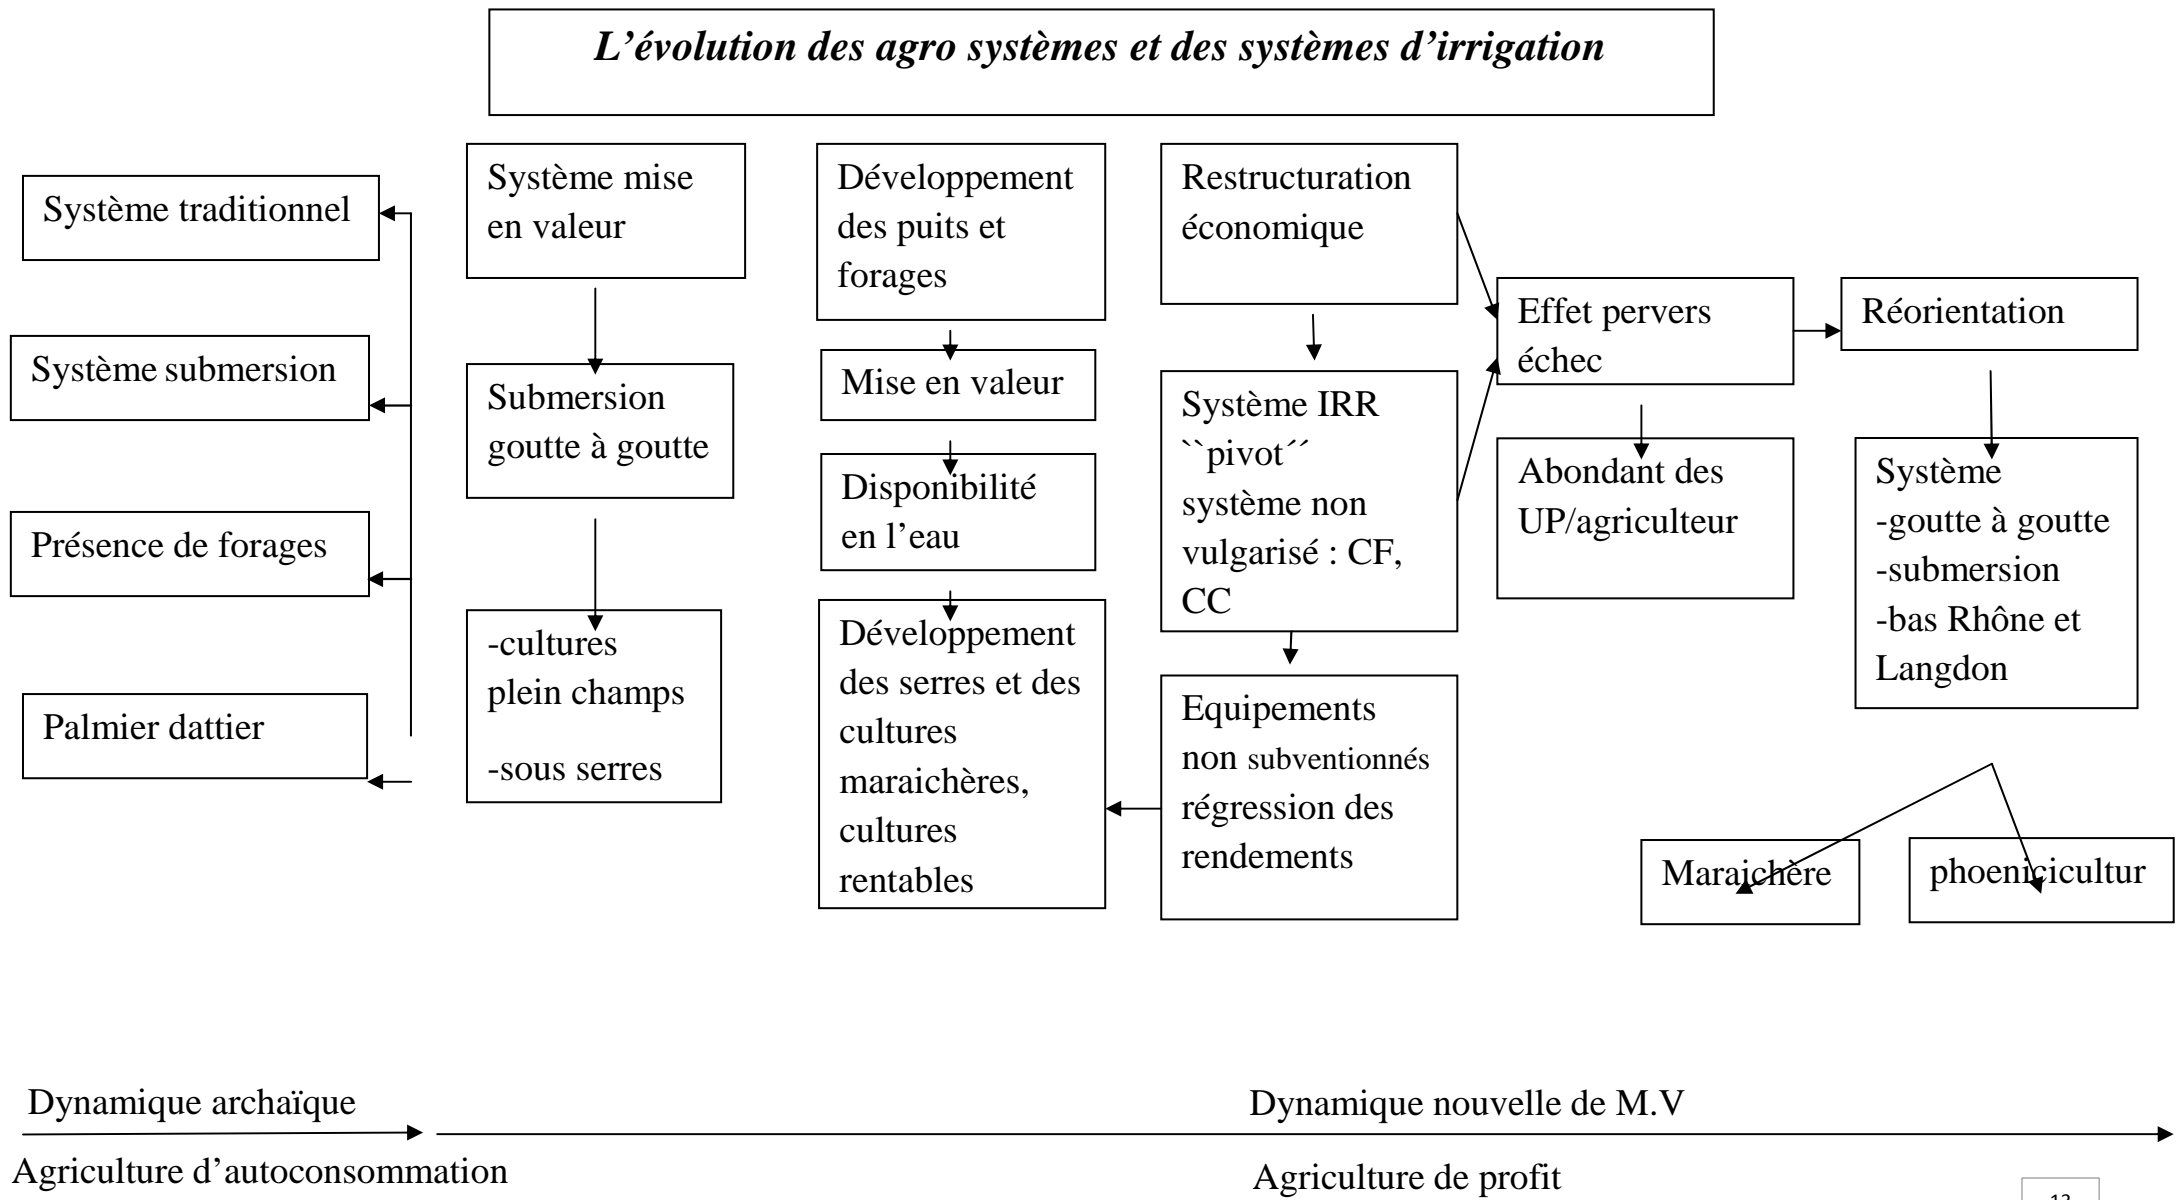 L’évolution des agro systèmes et des systèmes d’irrigation
Système traditionnel
Système submersion
Présence de forages
Palmier dattier
Système mise
en valeur
Submersion
goutte à goutte
-cultures
plein champs
-sous serres
Développement
des puits et
forages
Mise en valeur
Disponibilité
en l’eau
Développement
des serres et des
cultures
maraichères,
cultures
rentables
Restructuration
économique
Système IRR
``pivot´´
système non
vulgarisé : CF,
CC
Equipements
non subventionnés
régression des
rendements
Effet pervers
échec
Abondant des
UP/agriculteur
Réorientation
Système
-goutte à goutte
-submersion
-bas Rhône et
Langdon
Maraichère
phoenicicultur
Dynamique archaïque
Agriculture d’autoconsommation
Dynamique nouvelle de M.V
Agriculture de profit